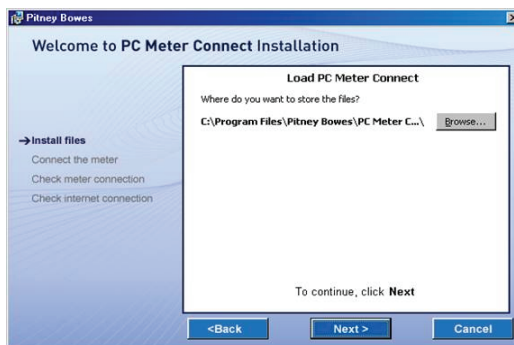 Pitney Bowes
Welcome to PC Meter Connect Installation
Load PC Meter Connect
Where do you want to store the files?
C:\Program Files\Pitney Bowes\PC Meter C...\
Browse...
→Install files
Connect the meter
Check meter connection
Check internet connection
To continue, click Next
<Back
Next >
Cancel